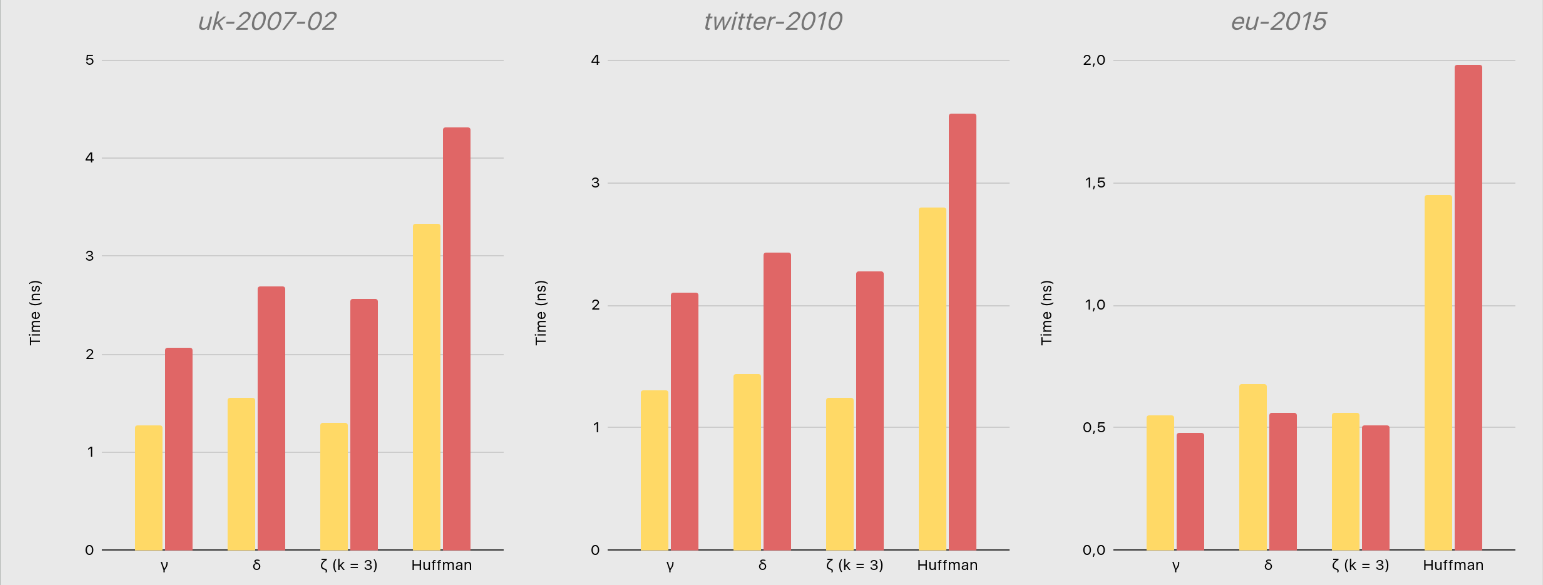 uk-2007-02
5
4
3
2
1
0
Time (ns)
γ δ ζ (k = 3) Huffman
twitter-2010
4
3
2
1
0
Time (ns)
γ δ ζ (k = 3) Huffman
eu-2015
2,0
1,5
1,0
0,5
0,0
Time (ns)
γ δ ζ (k = 3) Huffman